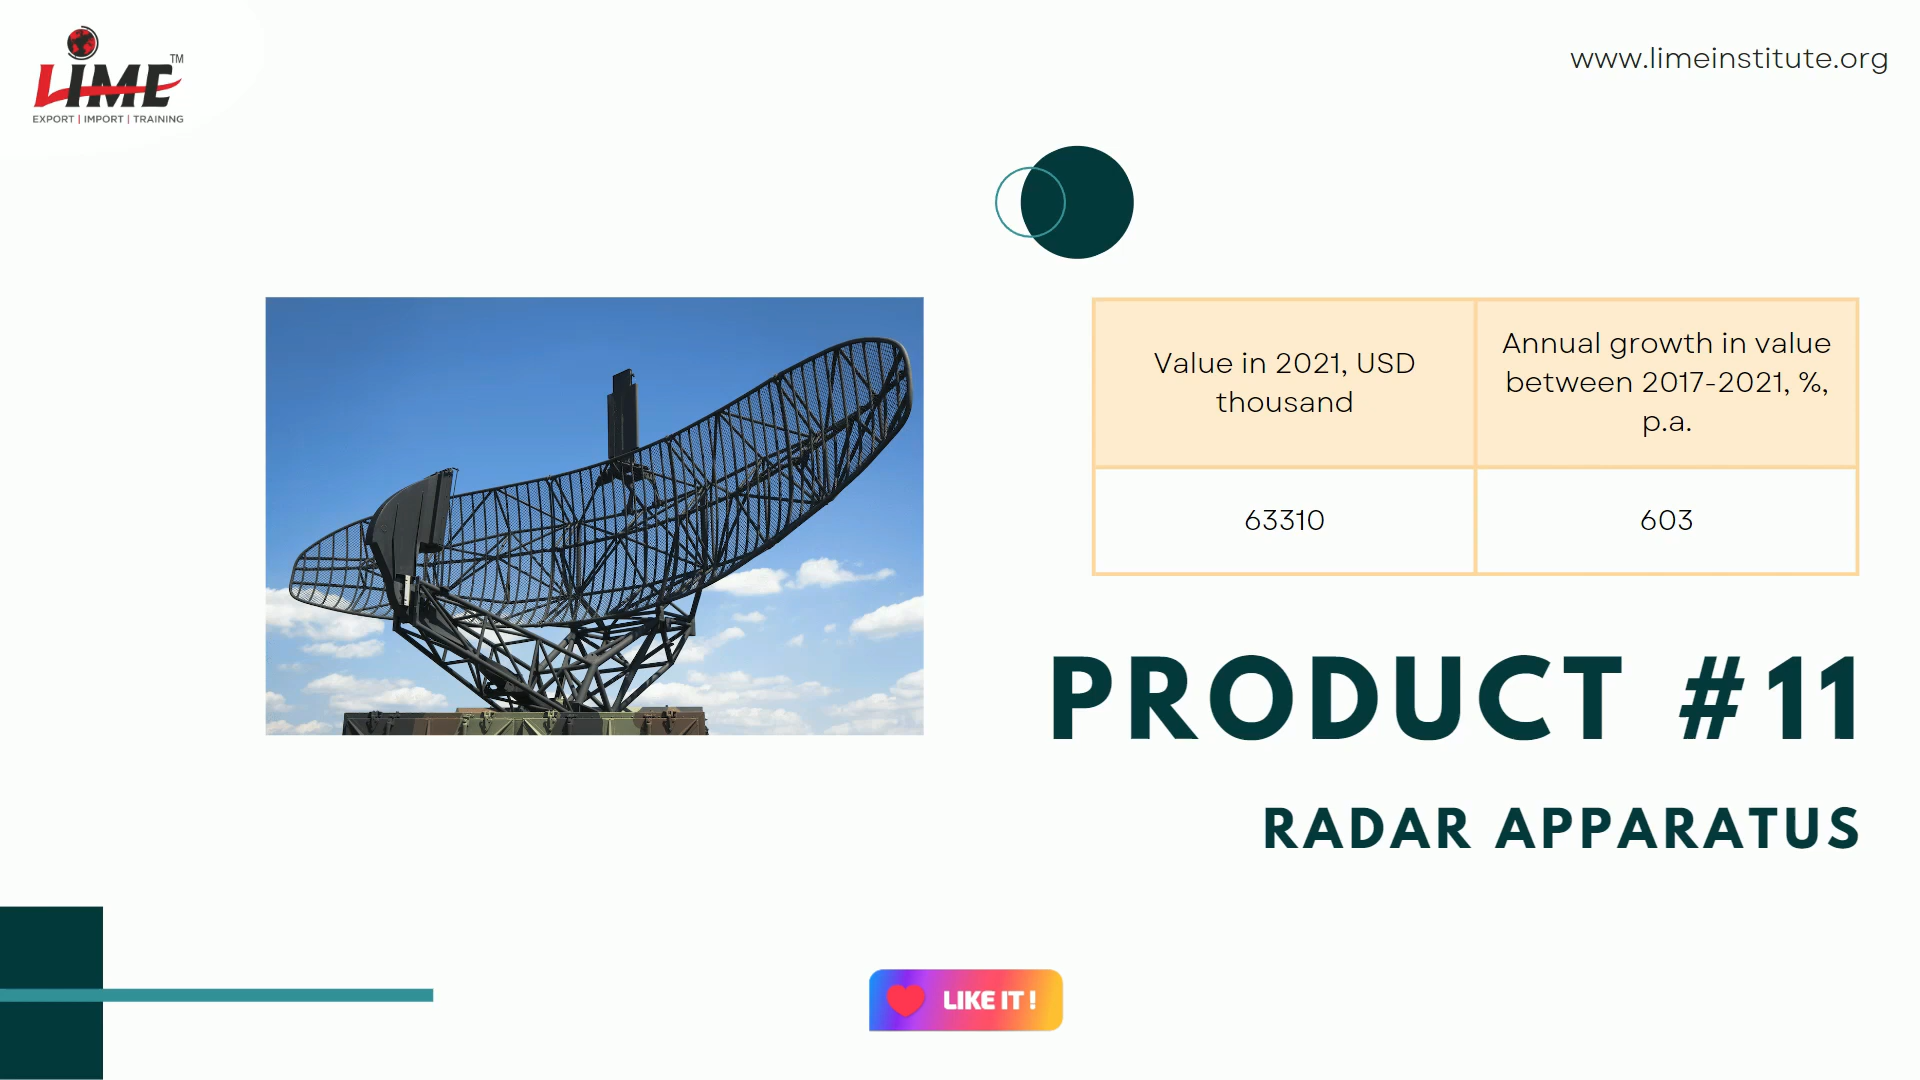 LIME TM
EXPORT | IMPORT | TRAINING
www.limeinstitute.org
Value in 2021, USD
thousand
Annual growth in value
between 2017-2021, %,
p.a.
63310
603
PRODUCT #11
RADAR APPARATUS
LIKE IT !